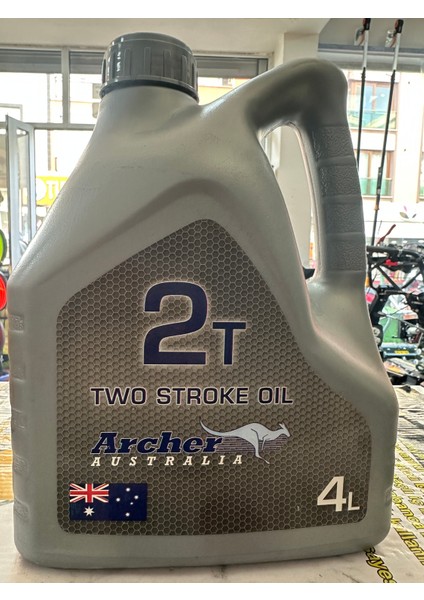 2T
TWO STROKE OIL
Archer
AUSTRALIA
4L